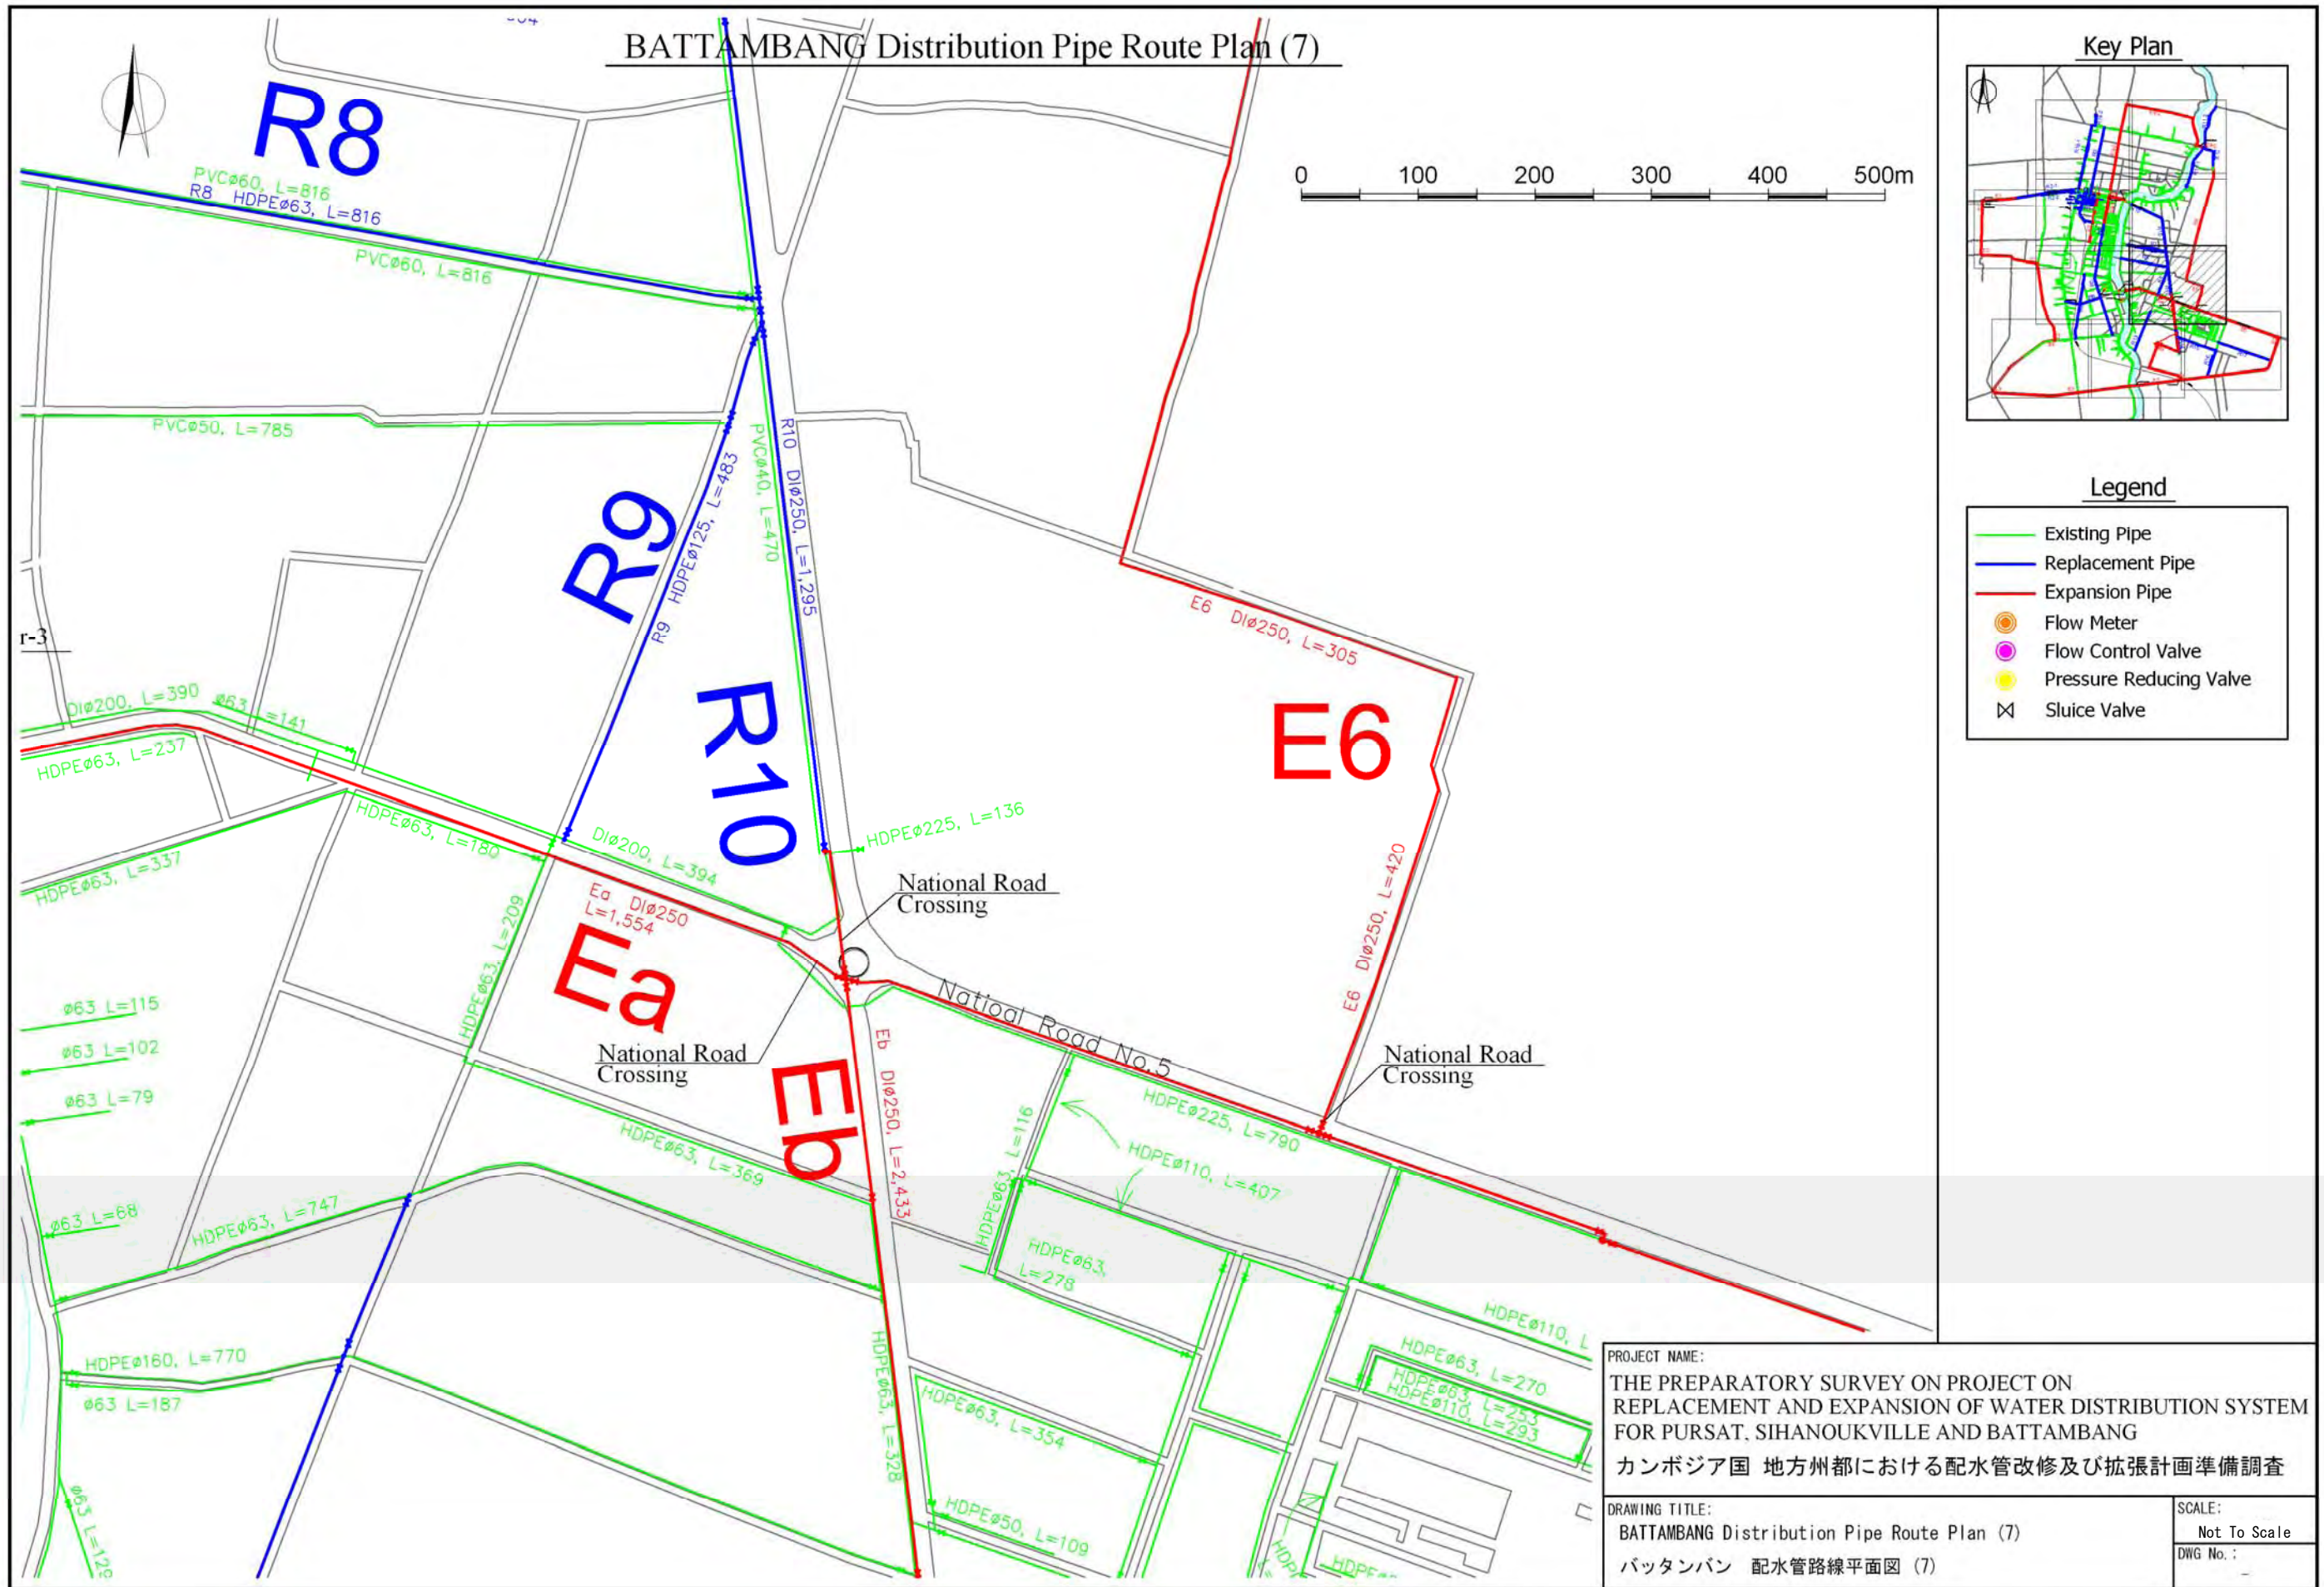 BATTAMBANG Distribution Pipe Route Plan (7)
R8
PVCø60, L=816
R8 HDPEø63, L=816
PVCø60, L=816
0 100 200 300 400 500m
PVCø50, L=785
R9
R9 HDPEø125, L=483
PVCø40, L=470
R10 DIø250, L=1,295
R10
r-3
E6 DIø250, L=305
E6
E6 DIø250, L=420
DIø200, L=390
ø63 L=141
HDPEø63, L=237
HDPEø63, L=180
HDPEø63, L=337
DIø200, L=394
HDPEø225, L=136
National Road
Crossing
Ea DIø250
L=1,554
Ea
HDPEø63, L=209
National Road
Crossing
Natioal Road No.5
National Road
Crossing
Eb
Eb DIø250, L=2,433
ø63 L=115
ø63 L=102
ø63 L=79
ø63 L=68
HDPEø63, L=369
HDPEø63, L=747
HDPEø63, L=116
HDPEø225, L=790
HDPEø110, L=407
HDPEø63,
L=278
HDPEø160, L=770
ø63 L=187
ø63 L=129
HDPEø63, L=328
HDPEø63, L=354
HDPEø50, L=109
HDPEø110, L
HDPEø63, L=270
HDPEø63, L=253
HDPEø110, L=293
Key Plan
Legend
Existing Pipe
Replacement Pipe
Expansion Pipe
Flow Meter
Flow Control Valve
Pressure Reducing Valve
Sluice Valve
PROJECT NAME:
THE PREPARATORY SURVEY ON PROJECT ON
REPLACEMENT AND EXPANSION OF WATER DISTRIBUTION SYSTEM
FOR PURSAT, SIHANOUKVILLE AND BATTAMBANG
カンボジア国 地方州都における配水管改修及び拡張計画準備調査
DRAWING TITLE:
BATTAMBANG Distribution Pipe Route Plan (7)
バッタンバン 配水管路線平面図 (7)
SCALE:
Not To Scale
DWG No.:
-